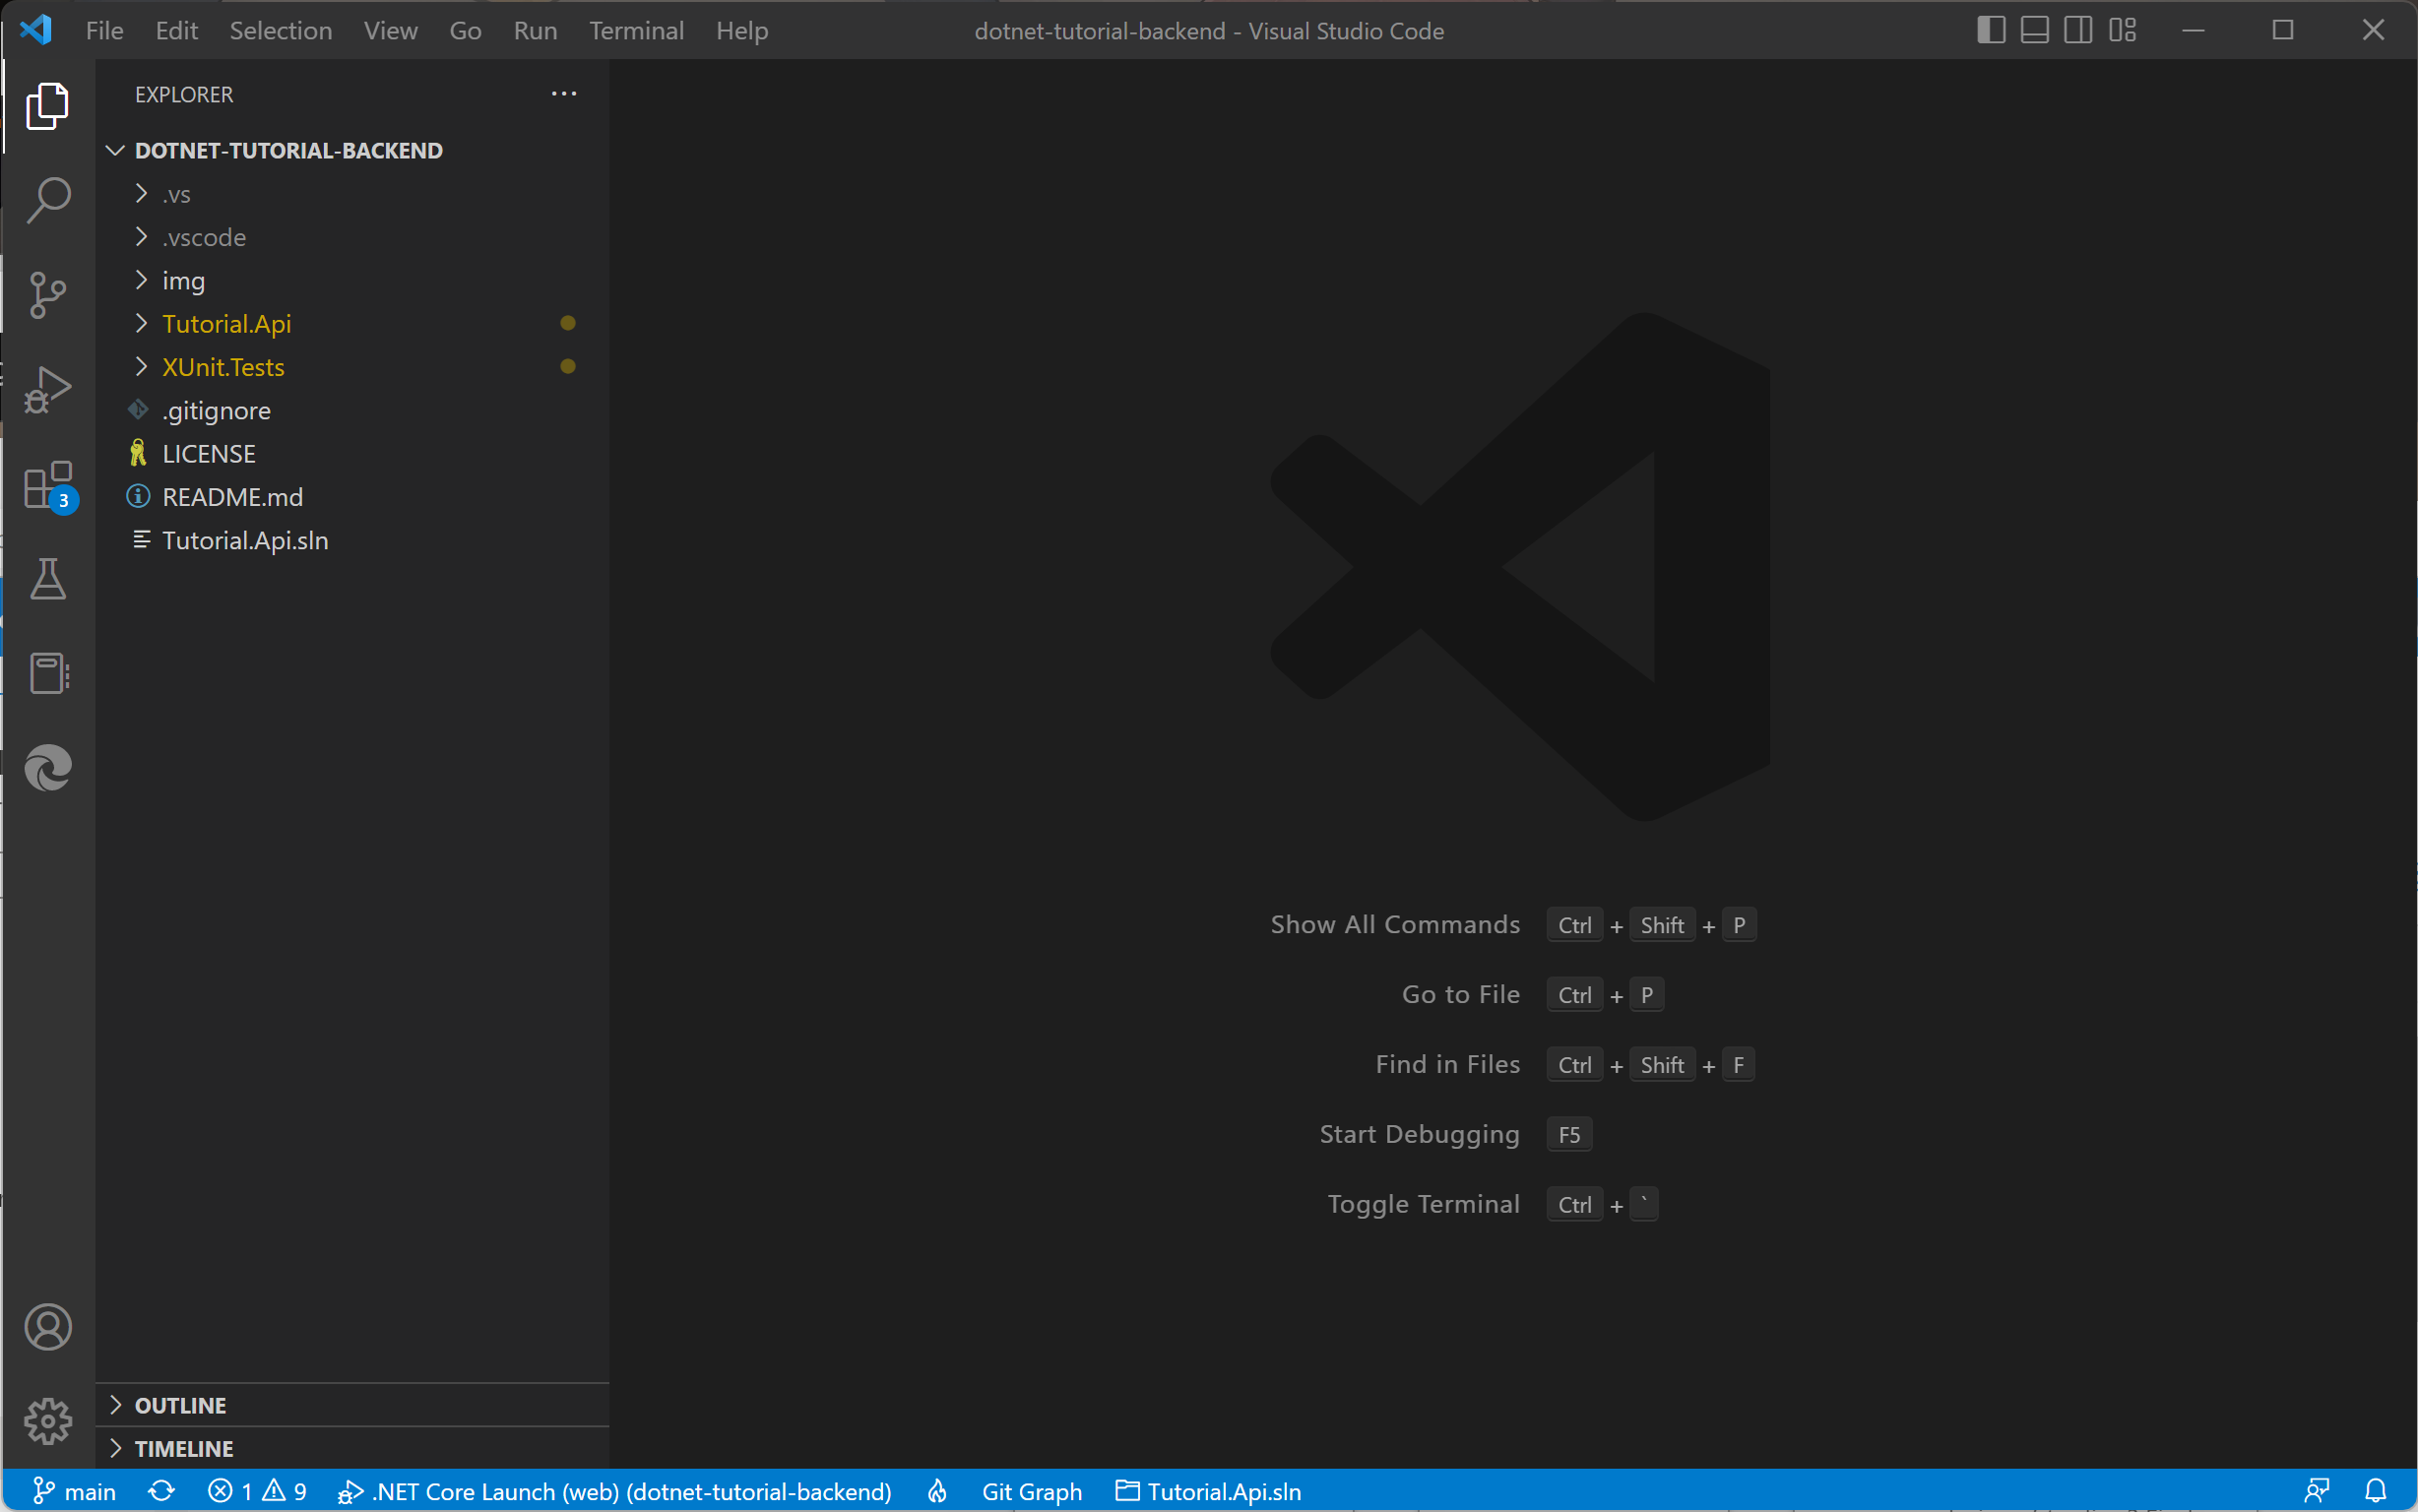 File Edit Selection View Go Run Terminal Help dotnet-tutorial-backend - Visual Studio Code
EXPLORER ···
DOTNET-TUTORIAL-BACKEND
.vs
.vscode
img
Tutorial.Api
XUnit.Tests
.gitignore
LICENSE
README.md
Tutorial.Api.sln
3
Show All Commands Ctrl + Shift + P
Go to File Ctrl + P
Find in Files Ctrl + Shift + F
Start Debugging F5
Toggle Terminal Ctrl + `
OUTLINE
TIMELINE
main 1 9 .NET Core Launch (web) (dotnet-tutorial-backend) Git Graph Tutorial.Api.sln